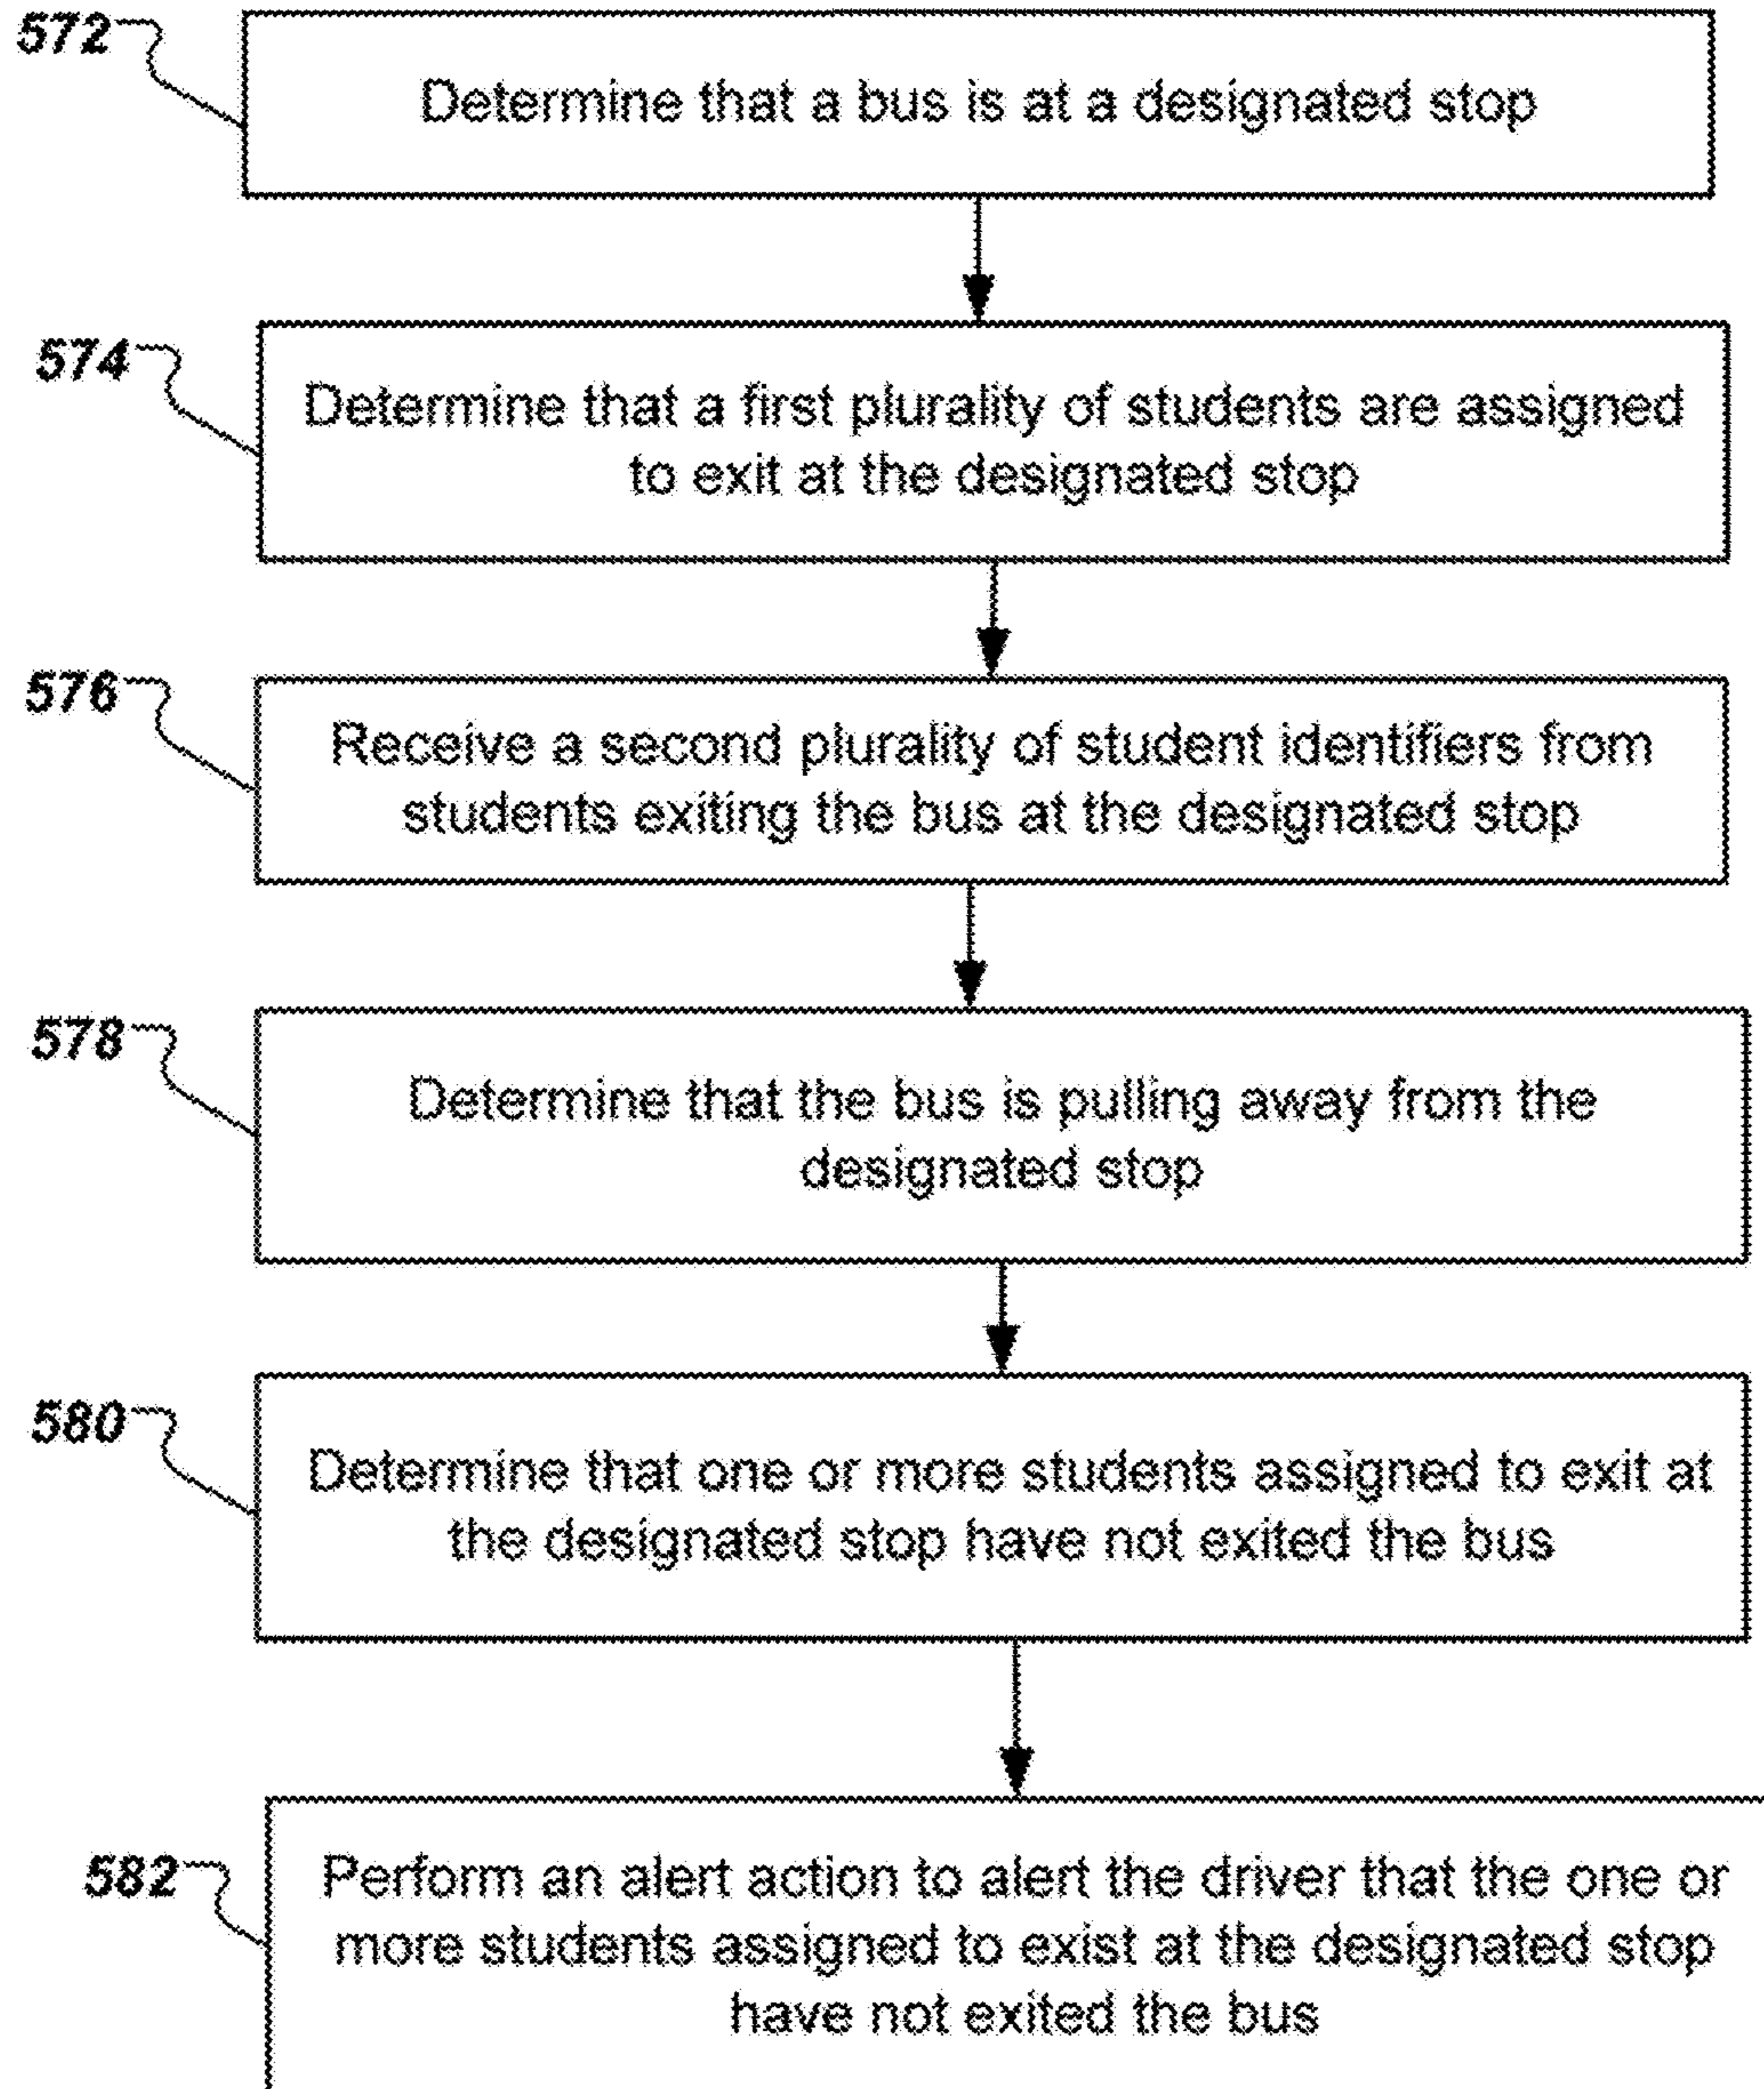 572
Determine that a bus is at a designated stop
574
Determine that a first plurality of students are assigned
to exit at the designated stop
576
Receive a second plurality of student identifiers from
students exiting the bus at the designated stop
578
Determine that the bus is pulling away from the
designated stop
580
Determine that one or more students assigned to exit at
the designated stop have not exited the bus
582
Perform an alert action to alert the driver that the one or
more students assigned to exist at the designated stop
have not exited the bus